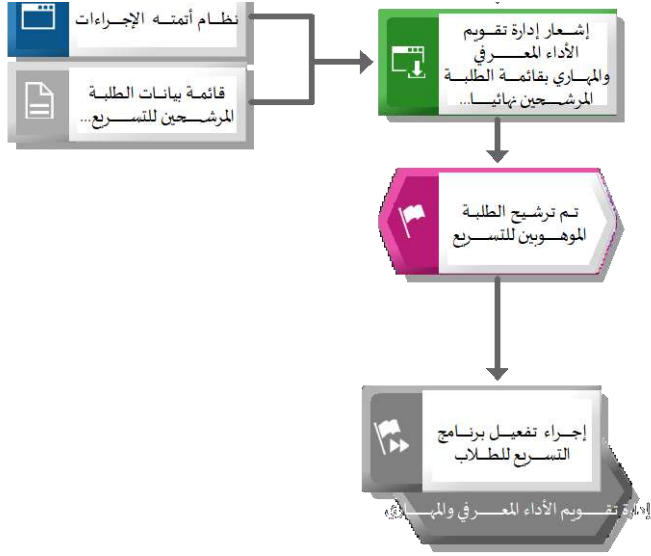 نظام أتمته الإجراءات
قائمة بيانات الطلبة
المرشحين للتسريع...
إشعار إدارة تقويم
الأداء المعرفي
والمهاري بقائمة الطلبة
المرشحين نهائيا...
تم ترشيح الطلبة
الموهوبين للتسريع
إجراء تفعيل برنامج
التسريع للطلاب
إدارة تقويم الأداء المعرفي والمهاري